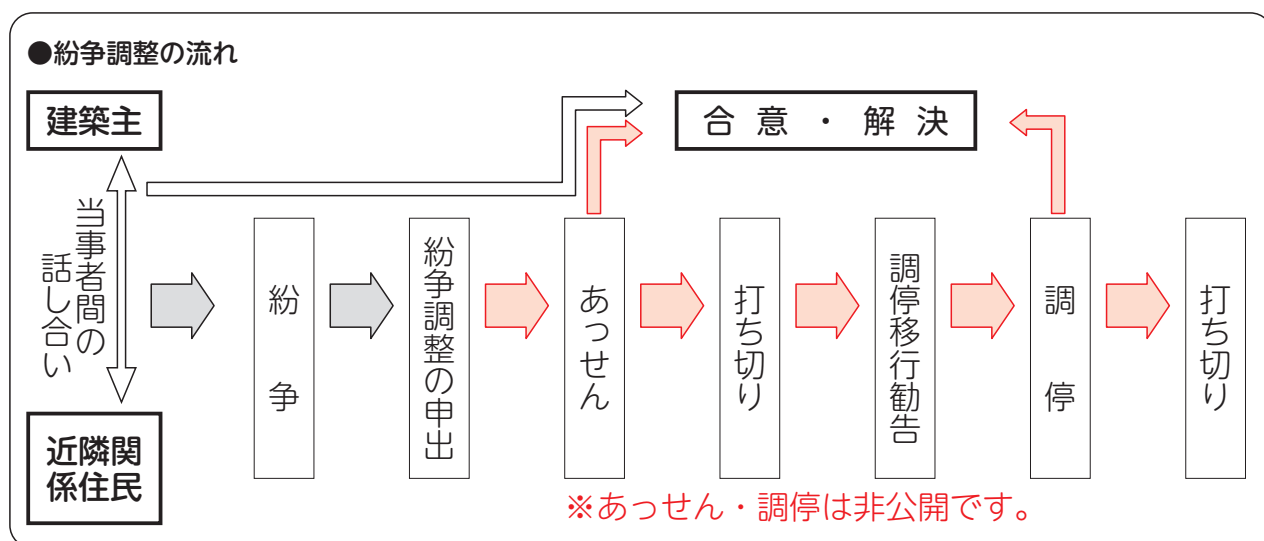 ●紛争調整の流れ
建築主
合意・解決
当事者間の
話し合い
紛争
紛争調整の申出
あっせん
打ち切り
調停移行勧告
調停
打ち切り
近隣関
係住民
※あっせん・調停は非公開です。